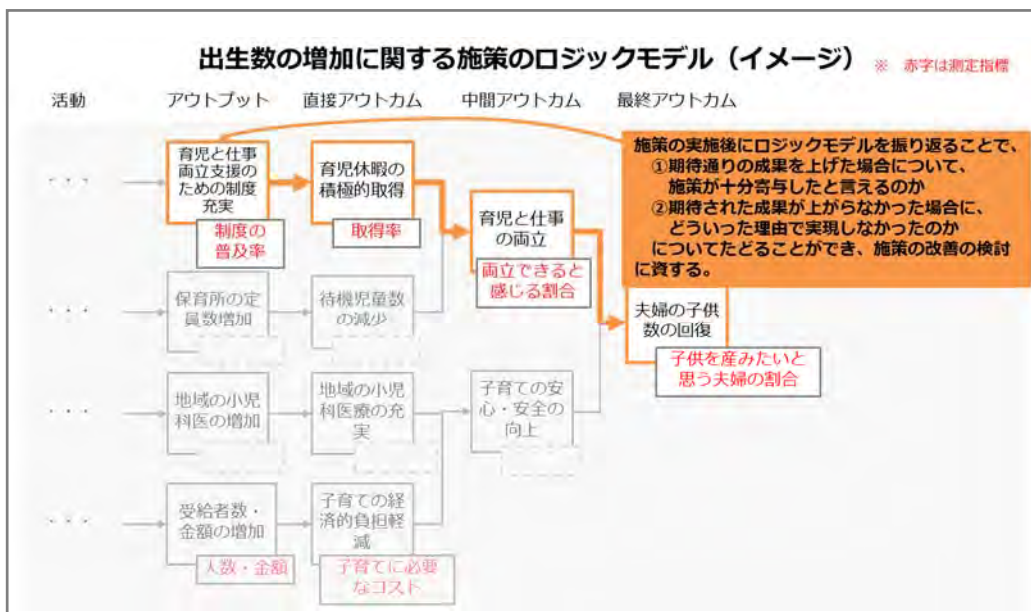 出生数の増加に関する施策のロジックモデル（イメージ）
※　赤字は測定指標
活動
アウトプット
直接アウトカム
中間アウトカム
最終アウトカム
・・・
育児と仕事
両立支援の
ための制度
充実
制度の
普及率
育児休暇の
積極的取得
取得率
育児と仕事
の両立
両立できると
感じる割合
施策の実施後にロジックモデルを振り返ることで、
①期待通りの成果を上げた場合について、
施策が十分寄与したと言えるのか
②期待された成果が上がらなかった場合に、
どういった理由で実現しなかったのか
についてたどることができ、施策の改善の検討
に資する。
・・・
保育所の定
員数増加
待機児童数
の減少
夫婦の子供
数の回復
子供を産みたいと
思う夫婦の割合
・・・
地域の小児
科医の増加
地域の小児
科医療の充
実
子育ての安
心・安全の
向上
・・・
受給者数・
金額の増加
人数・金額
子育ての経
済的負担軽
減
子育てに必要
なコスト